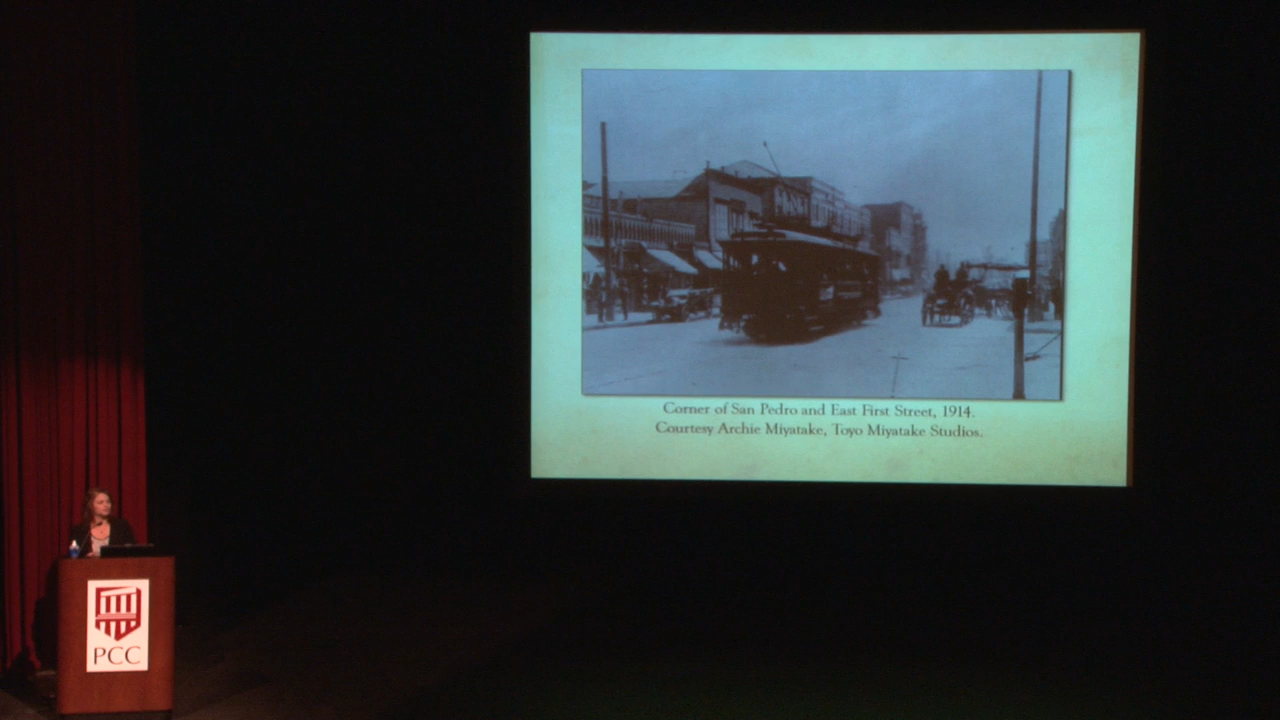 Corner of San Pedro and East First Street, 1914.
Courtesy Archie Miyatake, Toyo Miyatake Studios.
PCC